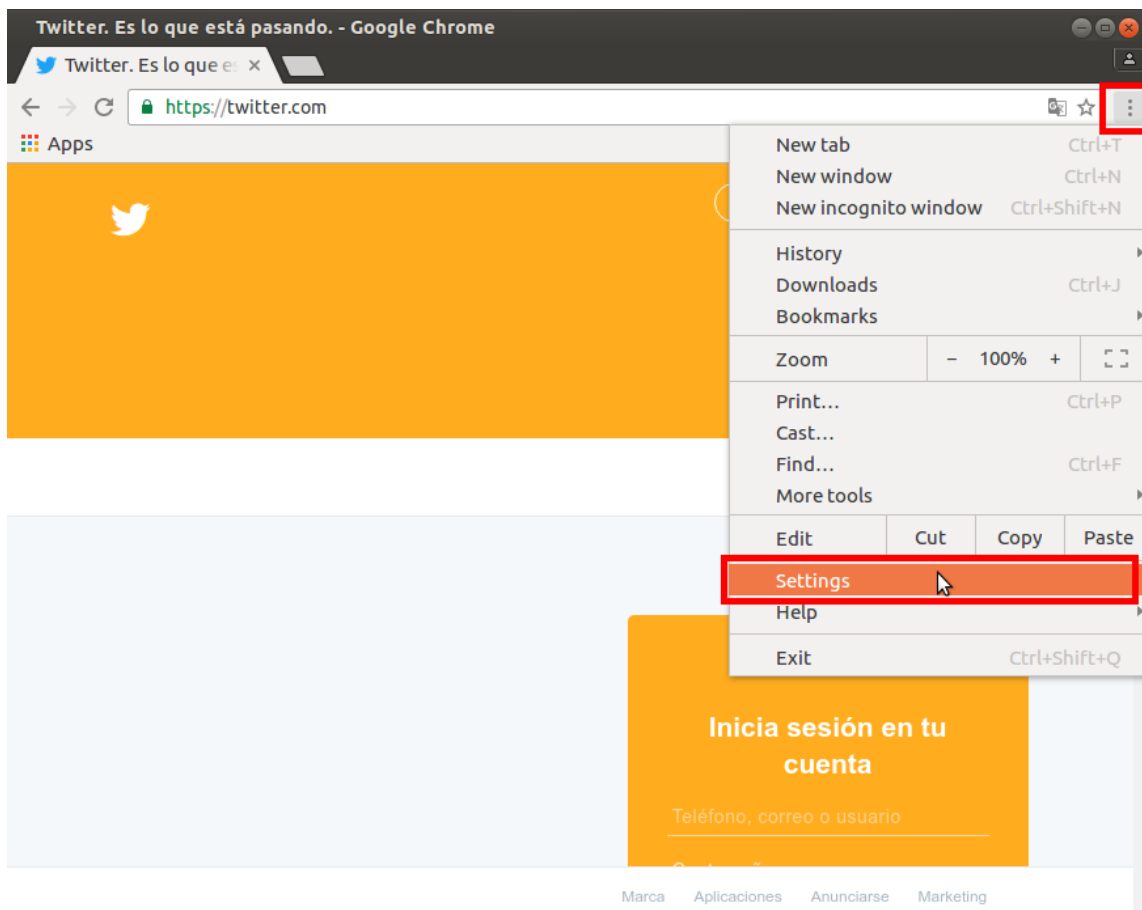 Twitter. Es lo que está pasando. - Google Chrome
Twitter. Es lo que es
https://twitter.com
Apps
New tab Ctrl+T
New window Ctrl+N
New incognito window Ctrl+Shift+N
History
Downloads Ctrl+J
Bookmarks
Zoom - 100% +
Print... Ctrl+P
Cast...
Find... Ctrl+F
More tools
Edit Cut Copy Paste
Settings
Help
Exit Ctrl+Shift+Q
Inicia sesión en tu
cuenta
Teléfono, correo o usuario
Marca Aplicaciones Anunciarse Marketing